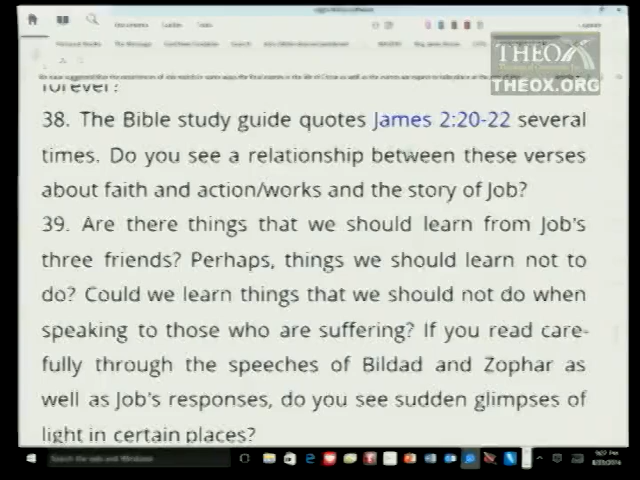 THEOX
THEOX.ORG
forever?
38. The Bible study guide quotes James 2:20-22 several
times. Do you see a relationship between these verses
about faith and action/works and the story of Job?
39. Are there things that we should learn from Job's
three friends? Perhaps, things we should learn not to
do? Could we learn things that we should not do when
speaking to those who are suffering? If you read care-
fully through the speeches of Bildad and Zophar as
well as Job's responses, do you see sudden glimpses of
light in certain places?
Search the web and Windows